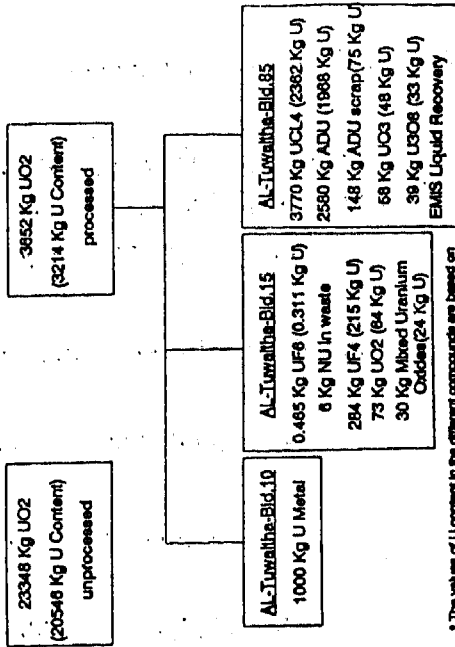 23348 Kg UO2
(20546 Kg U Content)
unprocessed
3652 Kg UO2
(3214 Kg U Content)
processed
AL-Tuwaitha-Bld.10
1000 Kg U Metal
AL-Tuwaitha-Bld.15
0.465 Kg UF6 (0.311 Kg U)
6 Kg NU in waste
284 Kg UF4 (215 Kg U)
73 Kg UO2 (64 Kg U)
30 Kg Mixed Uranium
Oxides(24 Kg U)
AL-Tuwaitha-Bld.85
3770 Kg UCL4 (2362 Kg U)
2580 Kg ADU (1968 Kg U)
148 Kg ADU scrap(75 Kg U)
58 Kg UO3 (48 Kg U)
39 Kg U3O8 (33 Kg U)
EMIS Liquid Recovery
* The values of U content in the different compounds are based on